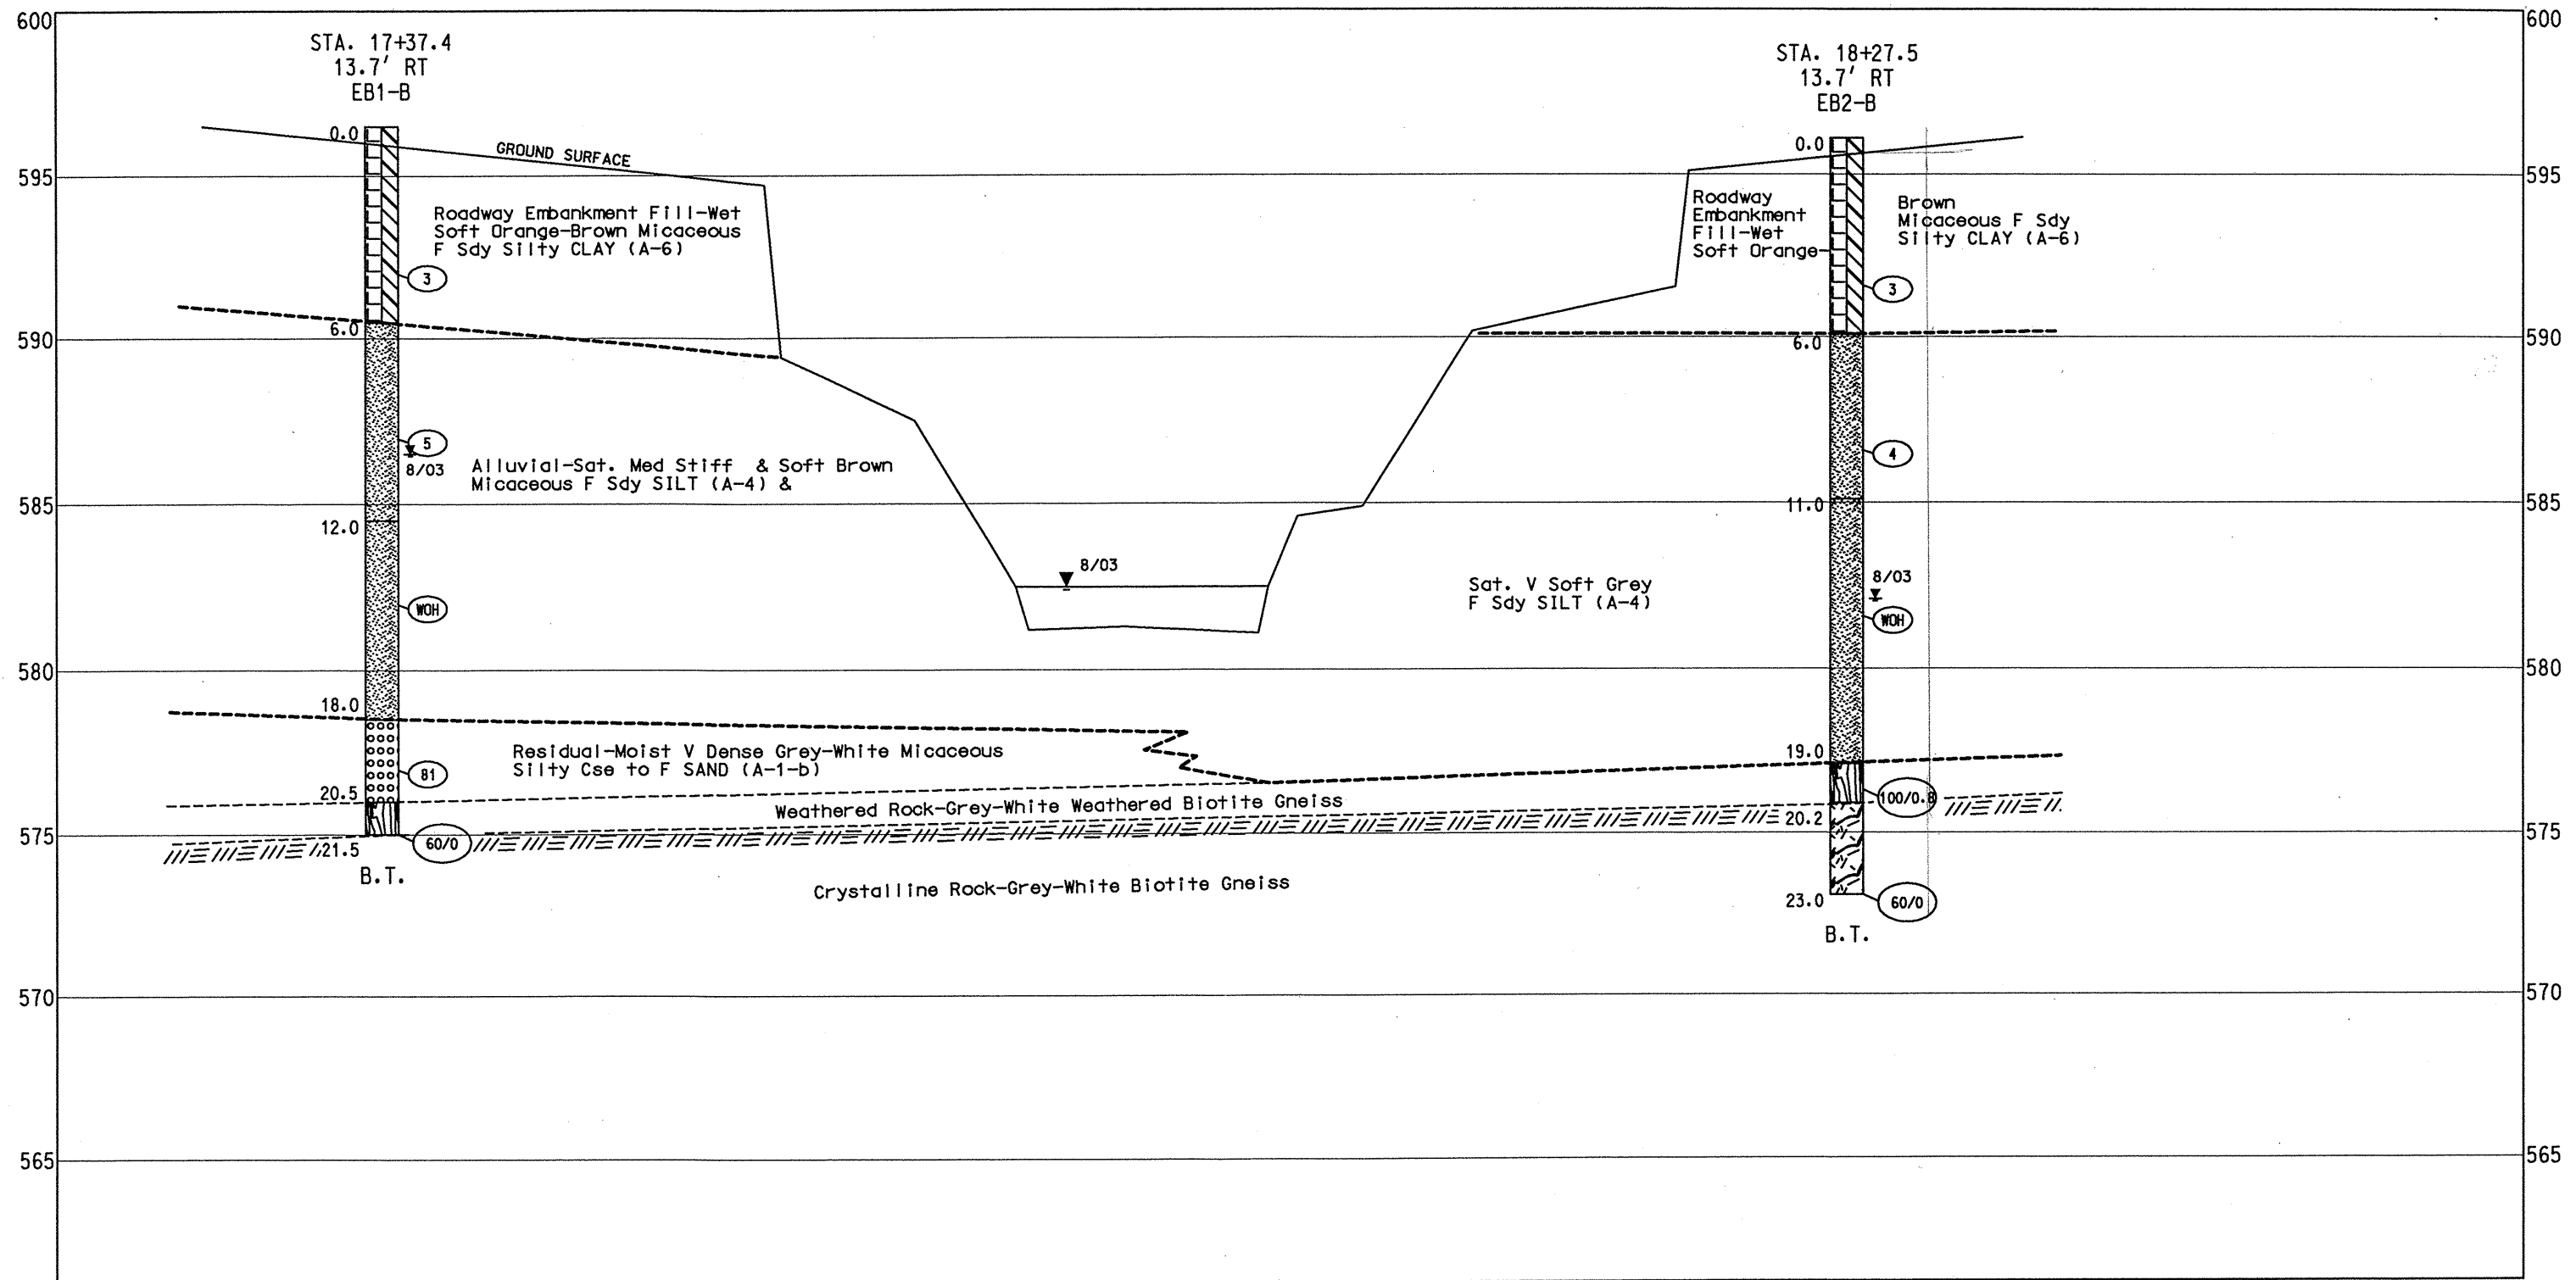 600
600
STA. 17+37.4
13.7' RT
EB1-B
STA. 18+27.5
13.7' RT
EB2-B
0.0
GROUND SURFACE
0.0
595
595
Roadway Embankment Fill-Wet
Soft Orange-Brown Micaceous
F Sdy Silty CLAY (A-6)
Roadway
Embankment
Fill-Wet
Soft Orange-
Brown
Micaceous F Sdy
Silty CLAY (A-6)
3
3
6.0
590
6.0
590
5
8/03
4
Alluvial-Sat. Med Stiff & Soft Brown
Micaceous F Sdy SILT (A-4) &
585
11.0
585
12.0
8/03
Sat. V Soft Grey
F Sdy SILT (A-4)
8/03
WOH
WOH
580
580
18.0
Residual-Moist V Dense Grey-White Micaceous
Silty Cse to F SAND (A-1-b)
19.0
81
20.5
Weathered Rock-Grey-White Weathered Biotite Gneiss
100/0.8
20.2
575
575
21.5
60/0
B.T.
Crystalline Rock-Grey-White Biotite Gneiss
23.0
60/0
B.T.
570
570
565
565